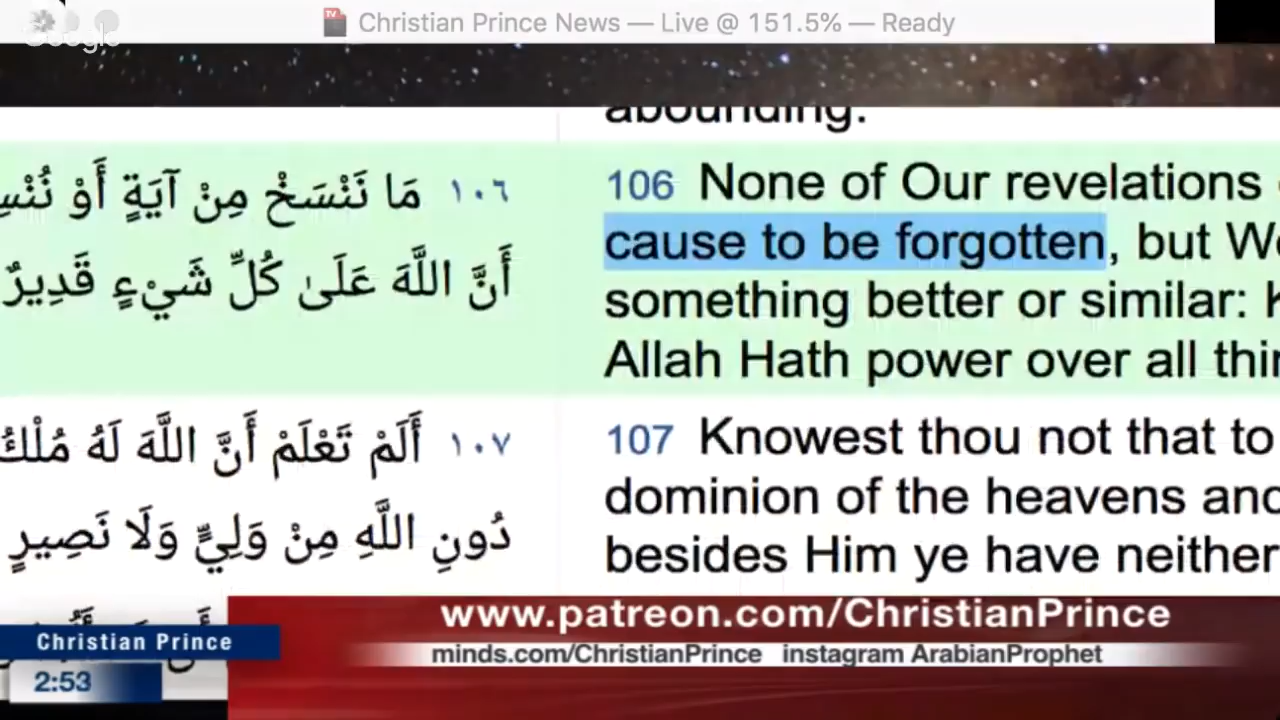 Christian Prince News — Live @ 151.5% — Ready
Google
abounding.
١٠٦ مَا نَنْسَخْ مِنْ آيَةٍ أَوْ
أَنَّ اللَّهَ عَلَىٰ كُلِّ شَيْءٍ قَدِيرٌ
106 None of Our revelations
cause to be forgotten, but
something better or similar:
Allah Hath power over all
١٠٧ أَلَمْ تَعْلَمْ أَنَّ اللَّهَ لَهُ مُلْكُ
دُونِ اللَّهِ مِنْ وَلِيٍّ وَلَا نَصِيرٍ
107 Knowest thou not that to
dominion of the heavens
besides Him ye have neither
www.patreon.com/ChristianPrince
minds.com/ChristianPrince instagram ArabianProphet
Christian Prince
2:53